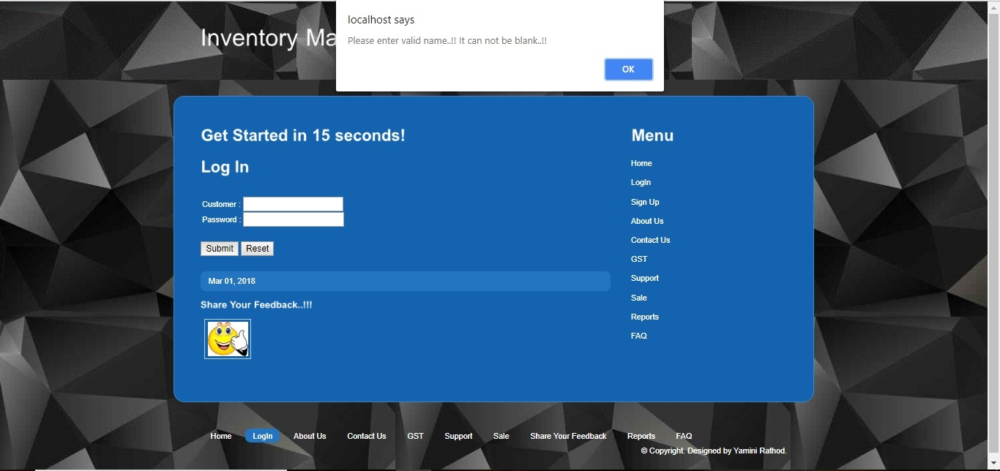 localhost says
Please enter valid name..!! It can not be blank..!!
OK
Inventory
Get Started in 15 seconds!
Log In
Customer :
Password :
Submit Reset
Mar 01, 2018
Share Your Feedback..!!!
Menu
Home
LogIn
Sign Up
About Us
Contact Us
GST
Support
Sale
Reports
FAQ
Home LogIn About Us Contact Us GST Support Sale Share Your Feedback Reports FAQ
© Copyright. Designed by Yamini Rathod.